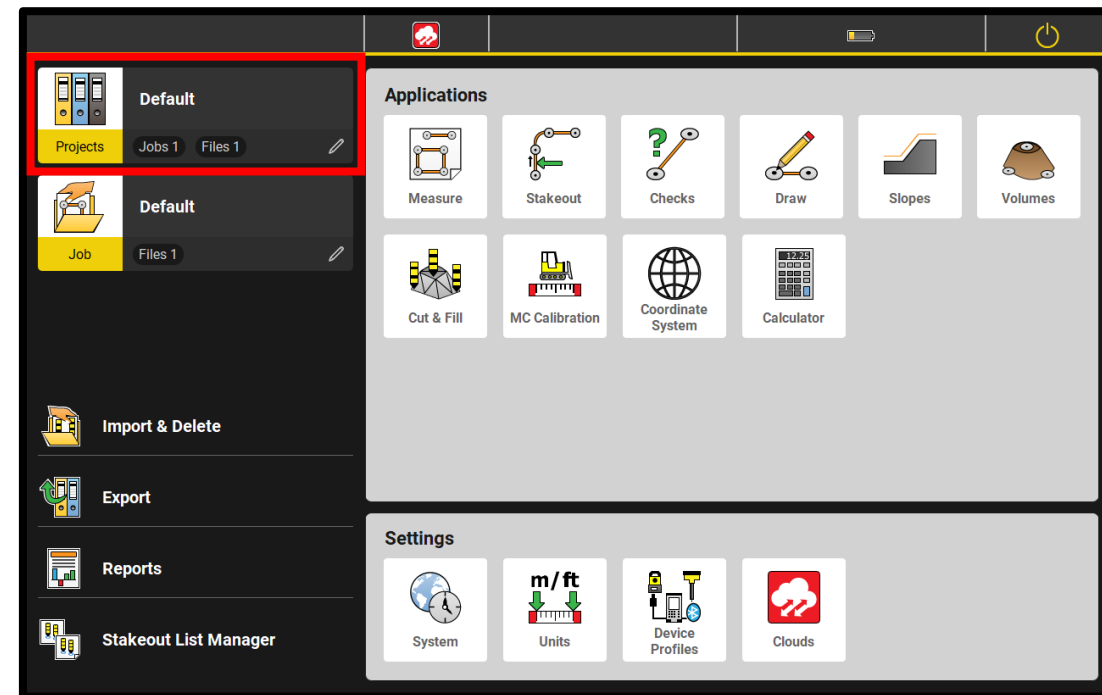 Default
Projects
Jobs 1
Files 1
Default
Job
Files 1
Import & Delete
Export
Reports
Stakeout List Manager
Applications
Measure
Stakeout
?
Checks
Draw
Slopes
Volumes
Cut & Fill
MC Calibration
Coordinate
System
12.25
Calculator
Settings
System
m/ft
Units
Device
Profiles
Clouds